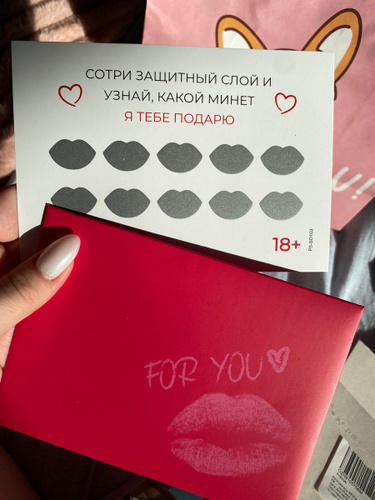 СОТРИ ЗАЩИТНЫЙ СЛОЙ И
УЗНАЙ, КАКОЙ МИНЕТ
Я ТЕБЕ ПОДАРЮ
18+
FOR YOU